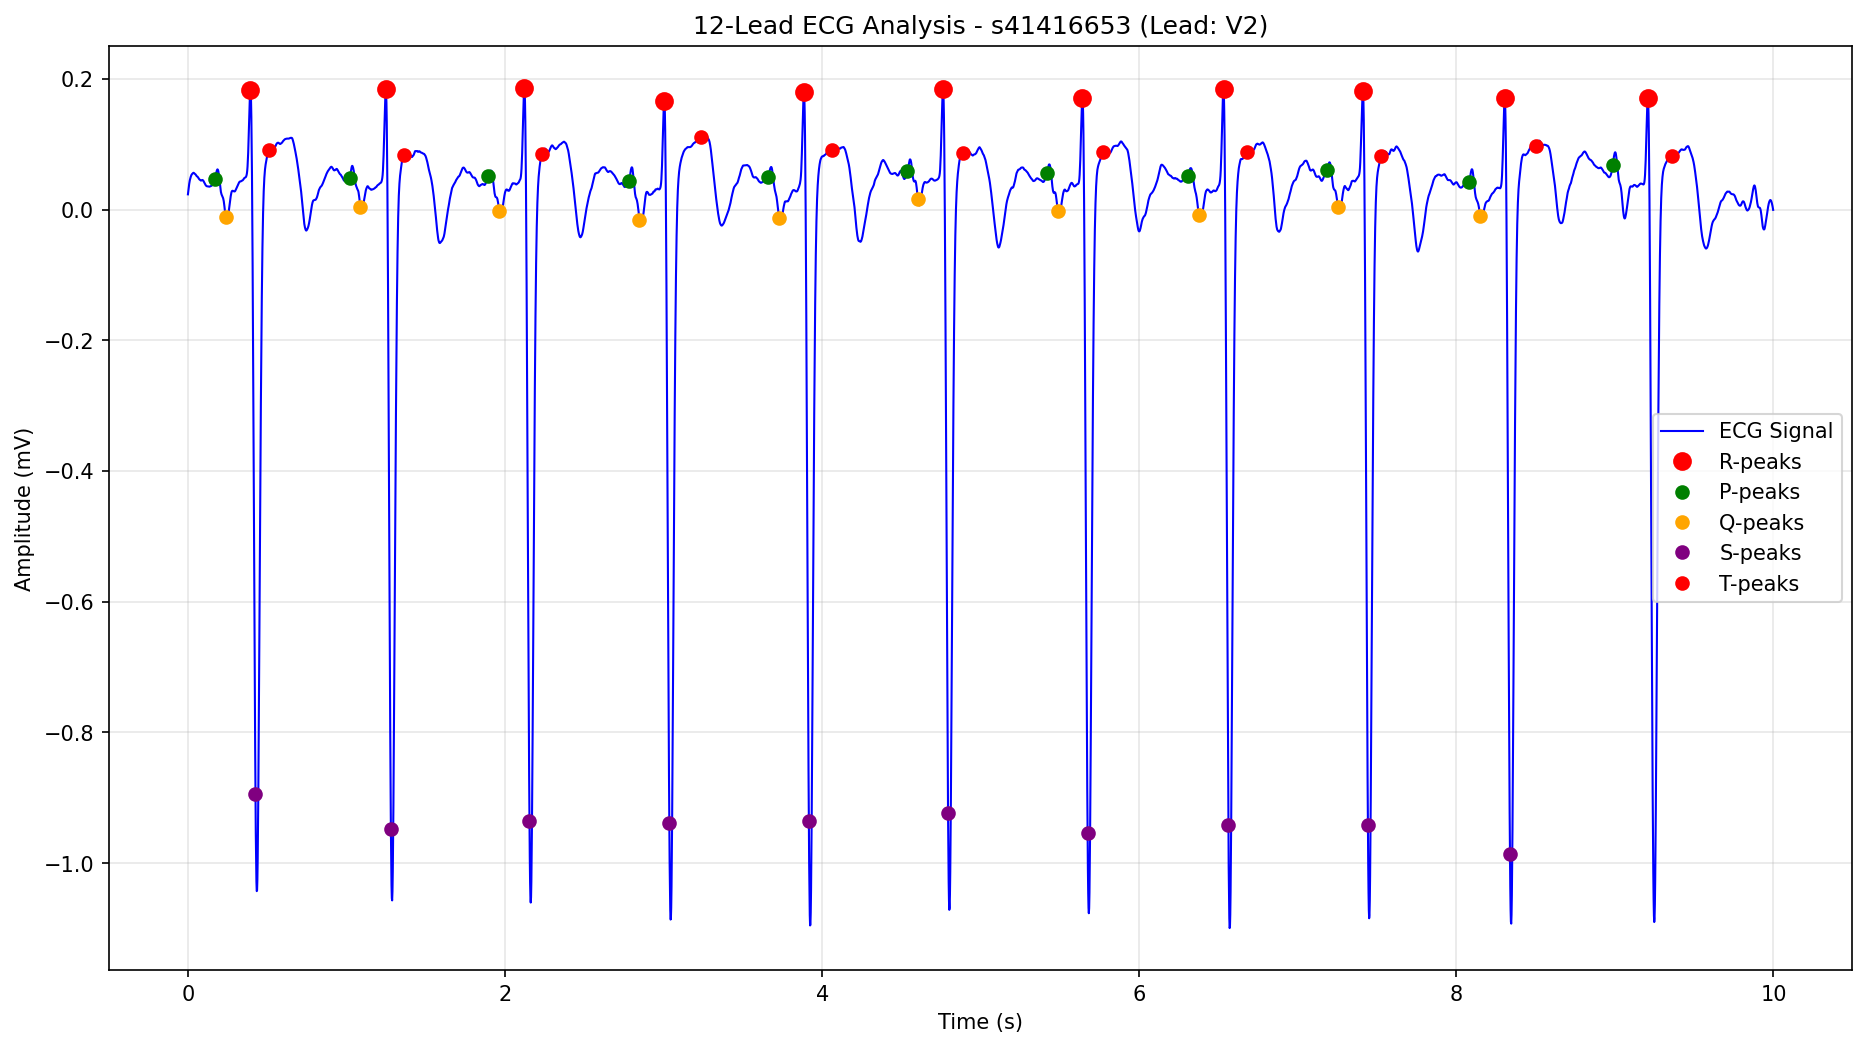 12-Lead ECG Analysis - s41416653 (Lead: V2)
Amplitude (mV)
0.2
0.0
−0.2
−0.4
−0.6
−0.8
−1.0
ECG Signal
R-peaks
P-peaks
Q-peaks
S-peaks
T-peaks
0 2 4 6 8 10
Time (s)